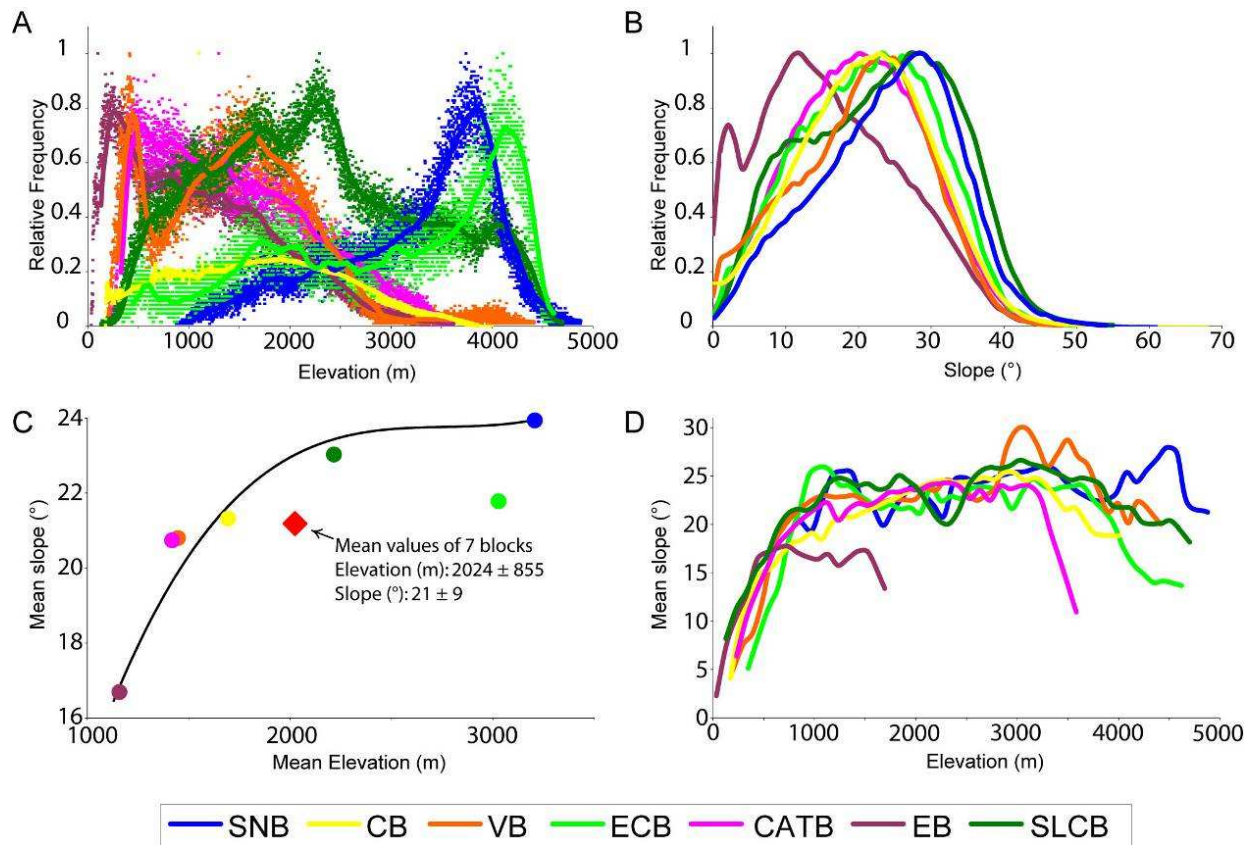 A
Relative Frequency
1
0.8
0.6
0.4
0.2
0
0 1000 2000 3000 4000 5000
Elevation (m)
B
Relative Frequency
1
0.8
0.6
0.4
0.2
0
0 10 20 30 40 50 60 70
Slope (°)
C
Mean slope (°)
24
22
20
18
16
1000 2000 3000
Mean Elevation (m)
Mean values of 7 blocks
Elevation (m): 2024 ± 855
Slope (°): 21 ± 9
D
Mean slope (°)
30
25
20
15
10
5
0
0 1000 2000 3000 4000 5000
Elevation (m)
SNB CB VB ECB CATB EB SLCB